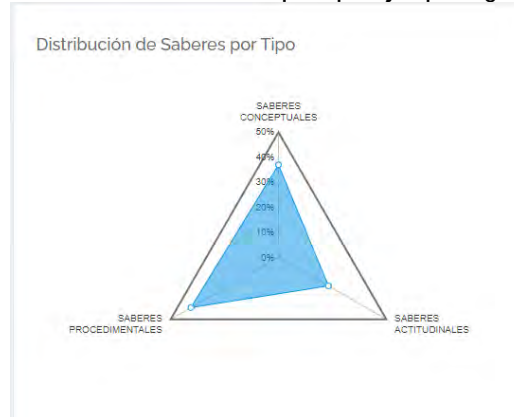 Distribución de Saberes por Tipo
SABERES
CONCEPTUALES
50%
40%
30%
20%
10%
0%
SABERES
PROCEDIMENTALES
SABERES
ACTITUDINALES